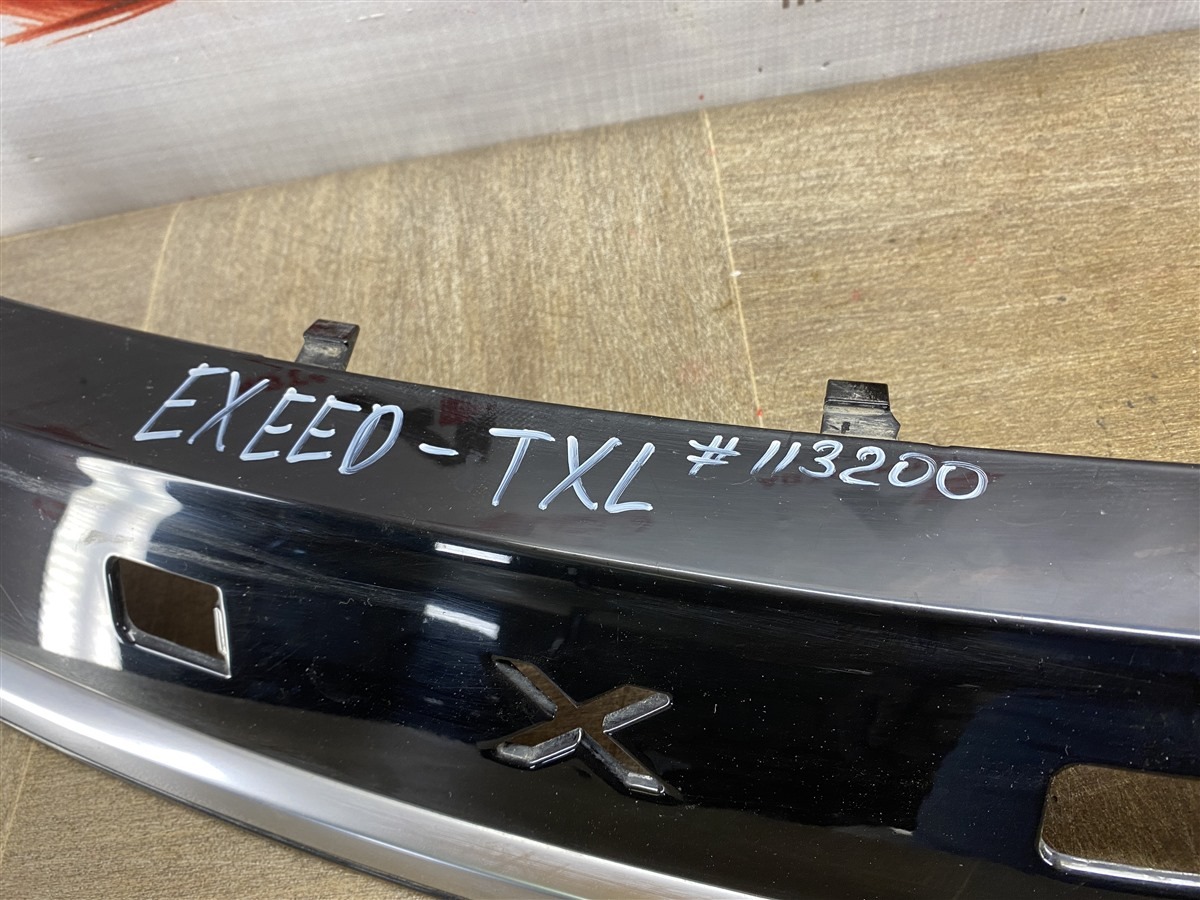 EXEED - TXL #113200
X